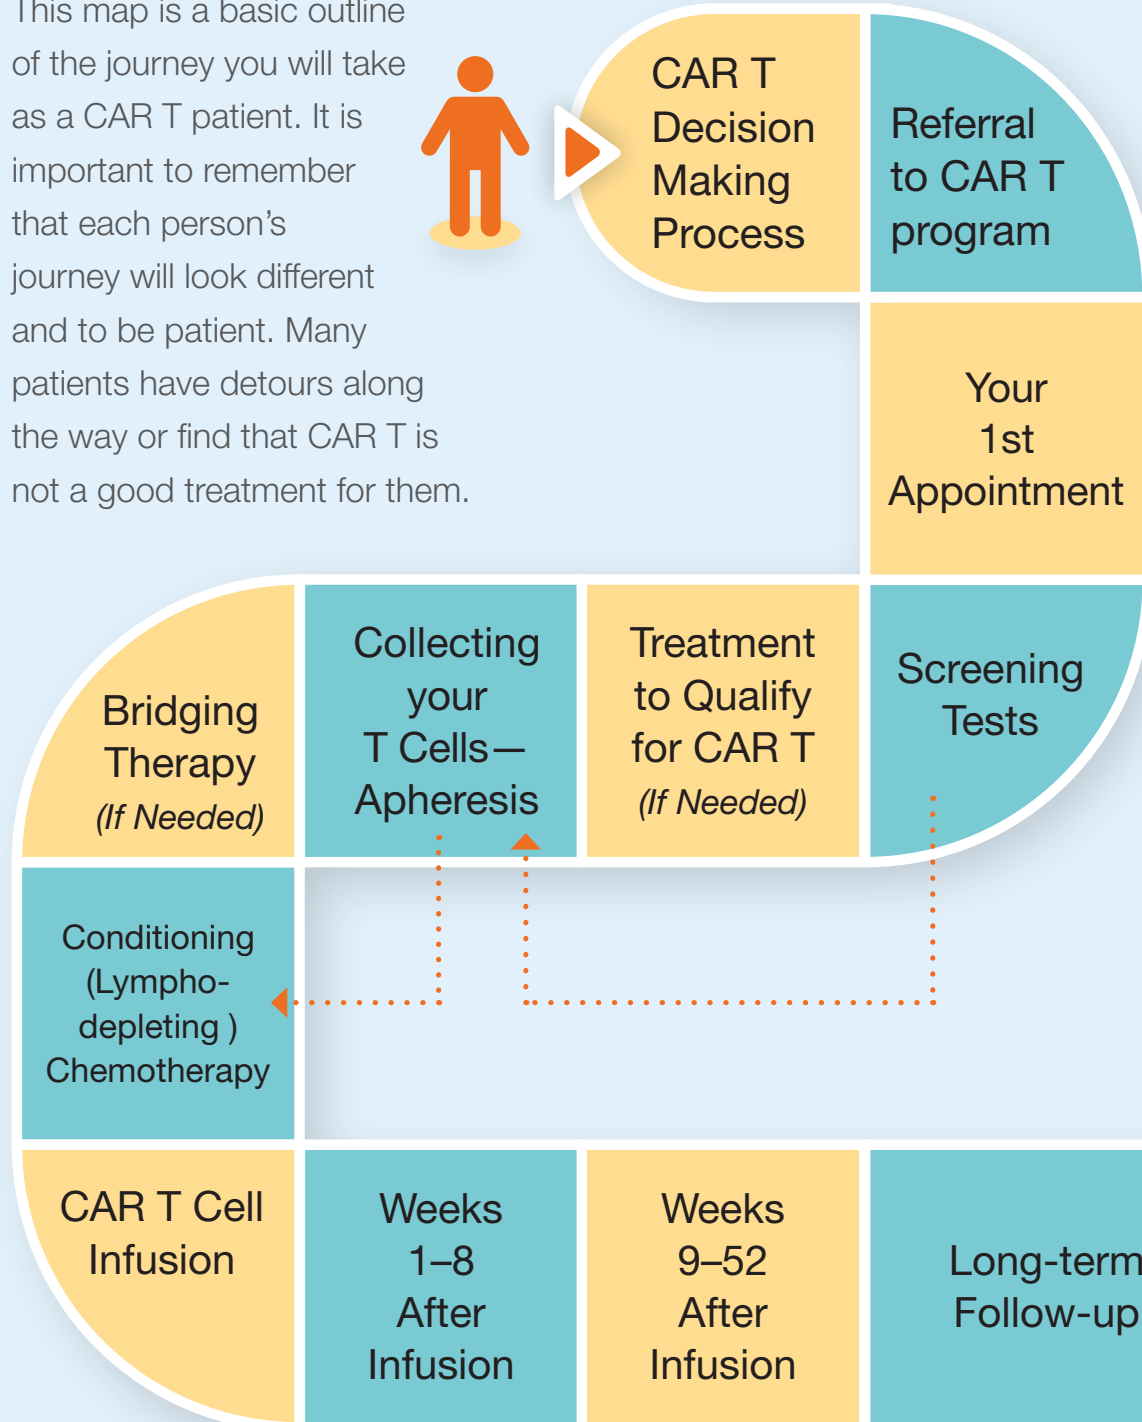 This map is a basic outline
of the journey you will take
as a CAR T patient. It is
important to remember
that each person’s
journey will look different
and to be patient. Many
patients have detours along
the way or find that CAR T is
not a good treatment for them.
CAR T
Decision
Making
Process
Referral
to CAR T
program
Your
1st
Appointment
Screening
Tests
Treatment
to Qualify
for CAR T
(If Needed)
Collecting
your
T Cells—
Apheresis
Bridging
Therapy
(If Needed)
Conditioning
(Lympho-
depleting )
Chemotherapy
CAR T Cell
Infusion
Weeks
1–8
After
Infusion
Weeks
9–52
After
Infusion
Long-term
Follow-up